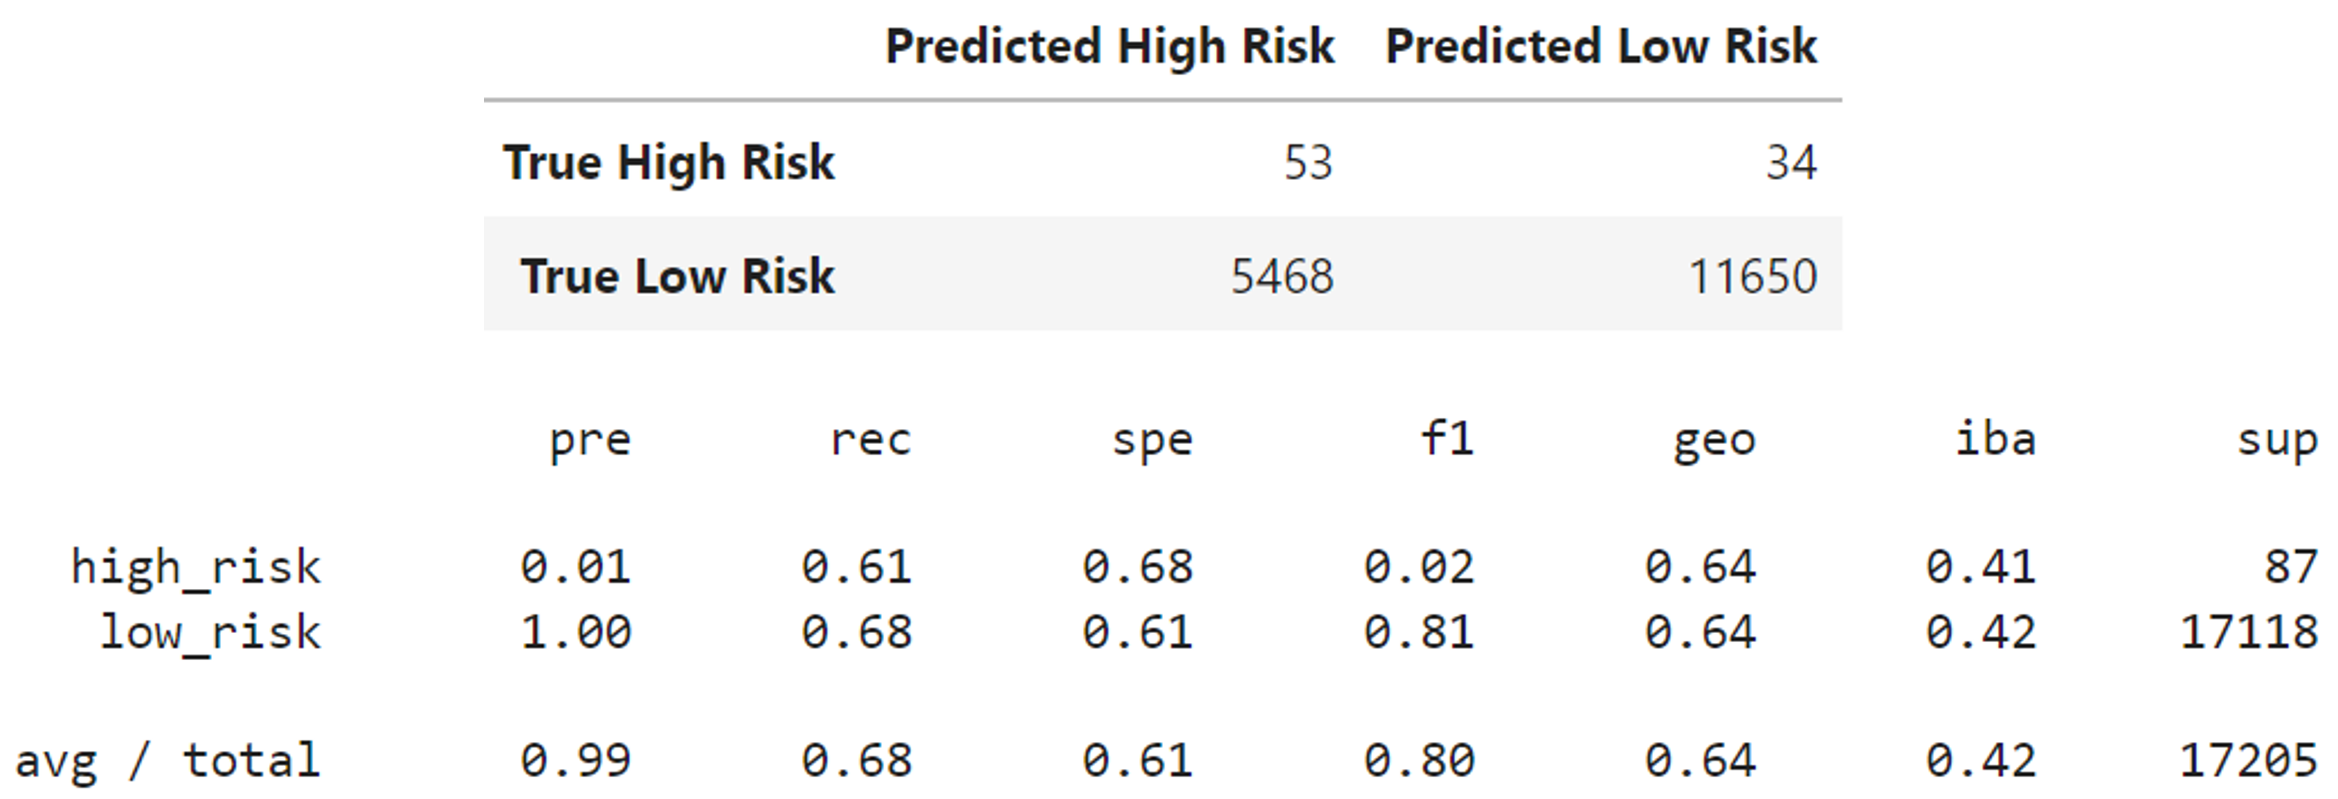 Predicted High Risk Predicted Low Risk
True High Risk 53 34
True Low Risk 5468 11650
pre rec spe f1 geo iba sup
high_risk 0.01 0.61 0.68 0.02 0.64 0.41 87
low_risk 1.00 0.68 0.61 0.81 0.64 0.42 17118
avg / total 0.99 0.68 0.61 0.80 0.64 0.42 17205